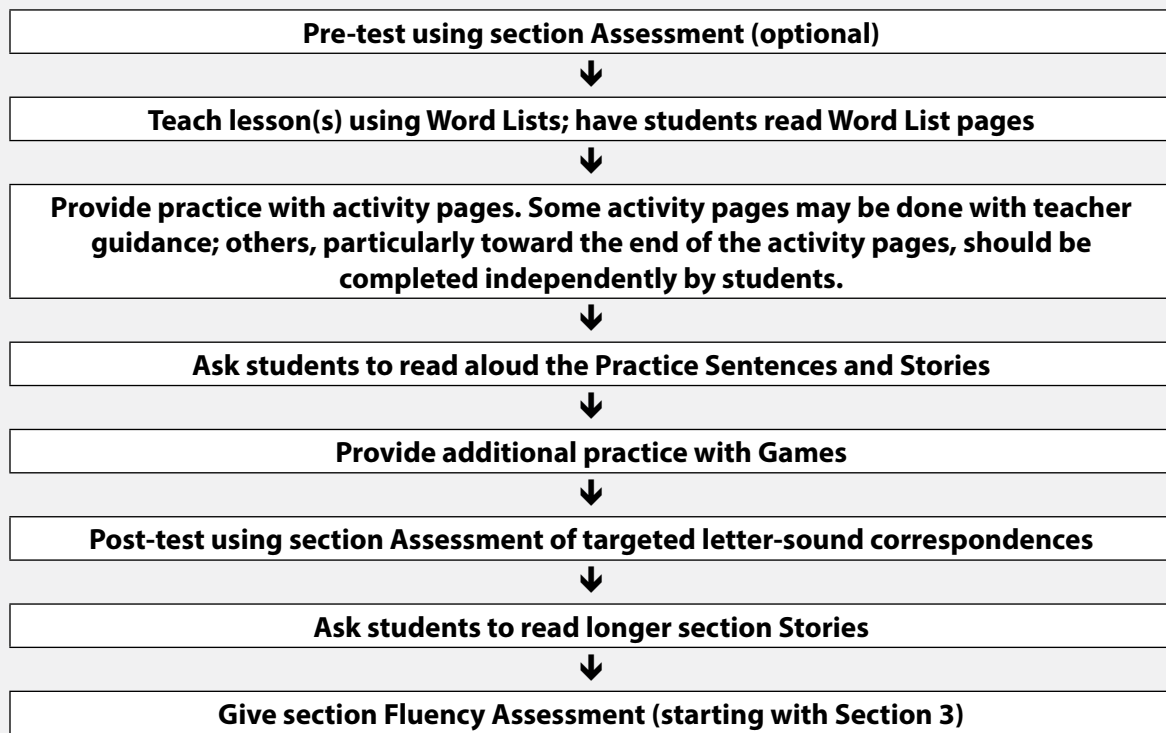 Pre-test using section Assessment (optional)
Teach lesson(s) using Word Lists; have students read Word List pages
Provide practice with activity pages. Some activity pages may be done with teacher
guidance; others, particularly toward the end of the activity pages, should be
completed independently by students.
Ask students to read aloud the Practice Sentences and Stories
Provide additional practice with Games
Post-test using section Assessment of targeted letter-sound correspondences
Ask students to read longer section Stories
Give section Fluency Assessment (starting with Section 3)